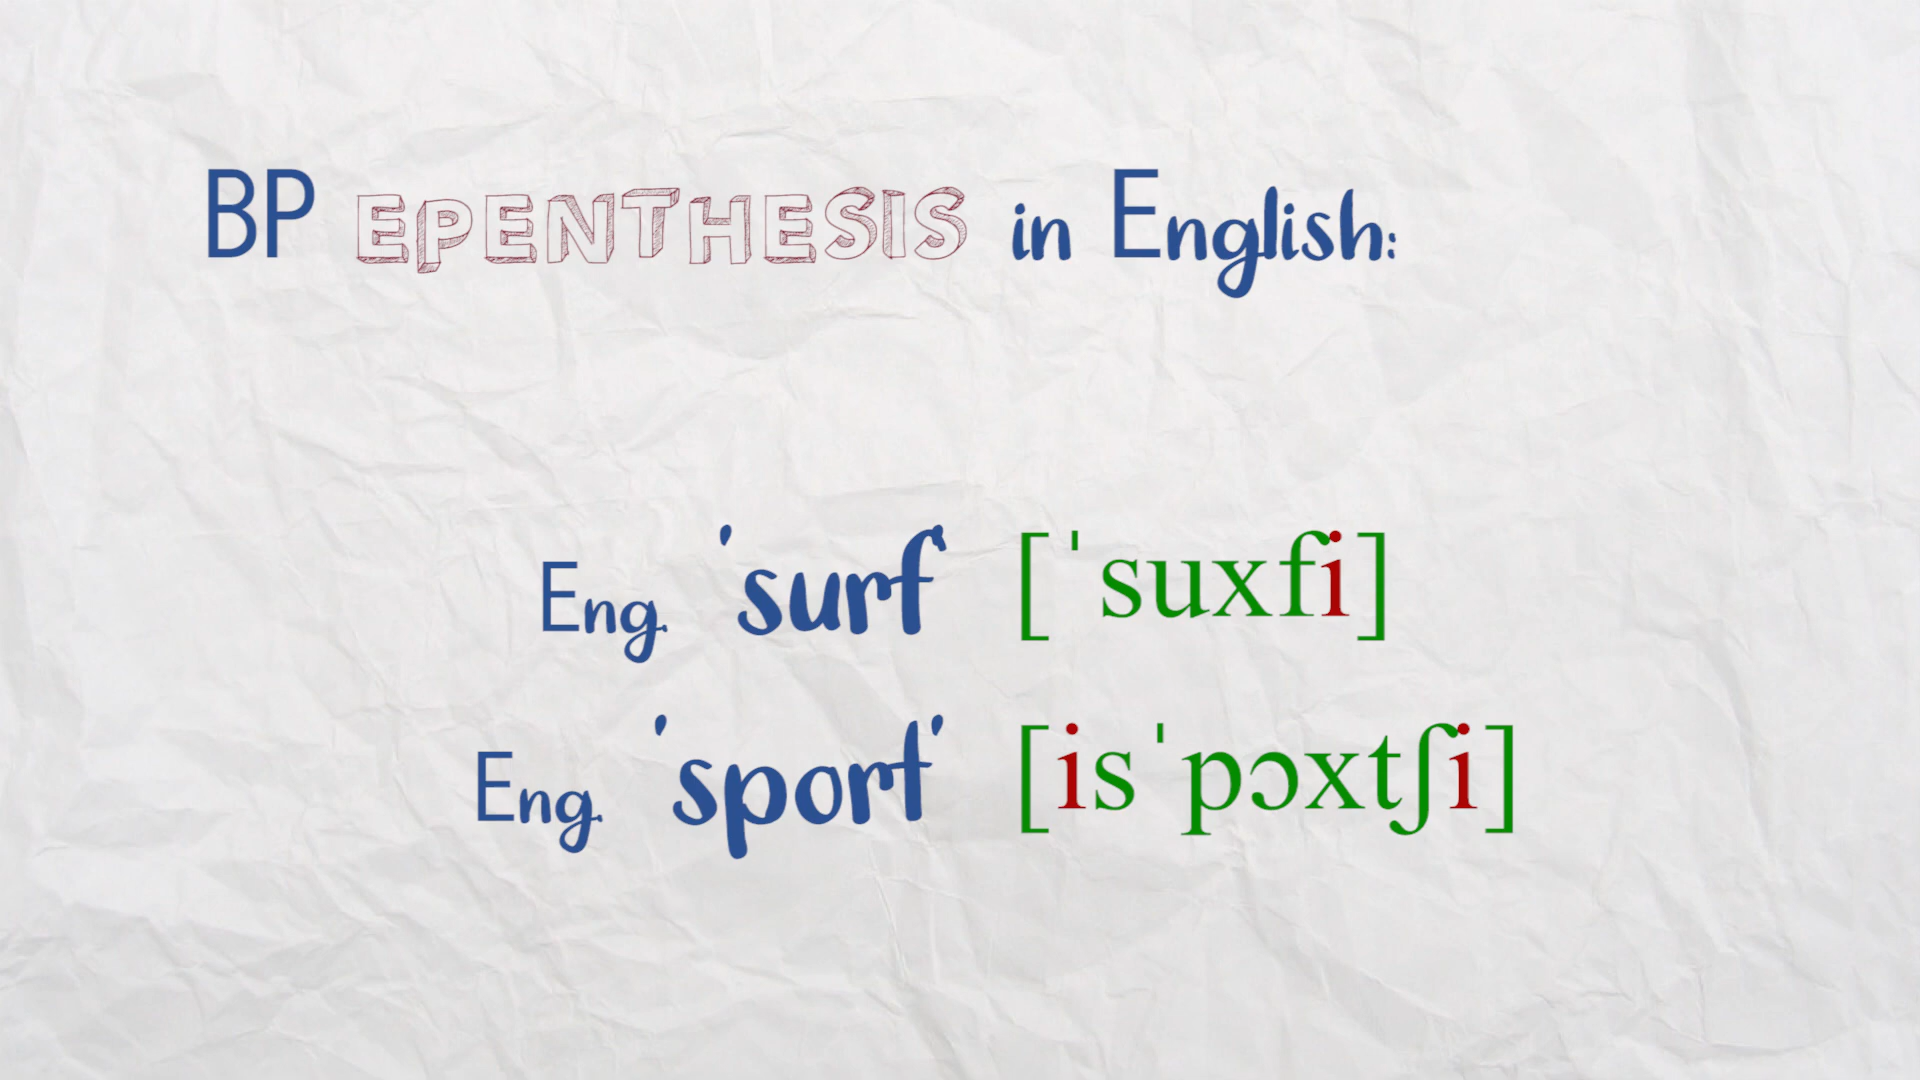 BP EPENTHESIS in English:
Eng. 'surf' [ˈsuxfi]
Eng. 'sport' [isˈpɔxtʃi]